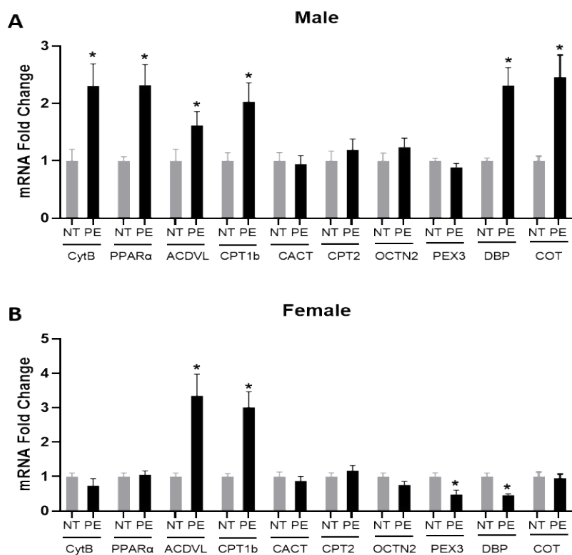 A
Male
mRNA Fold Change
3
2
1
0
* * * * * *
NT PE NT PE NT PE NT PE NT PE NT PE NT PE NT PE NT PE NT PE
CytB PPARα ACDVL CPT1b CACT CPT2 OCTN2 PEX3 DBP COT
B
Female
mRNA Fold Change
5
4
3
2
1
0
* * * *
NT PE NT PE NT PE NT PE NT PE NT PE NT PE NT PE NT PE NT PE
CytB PPARα ACDVL CPT1b CACT CPT2 OCTN2 PEX3 DBP COT